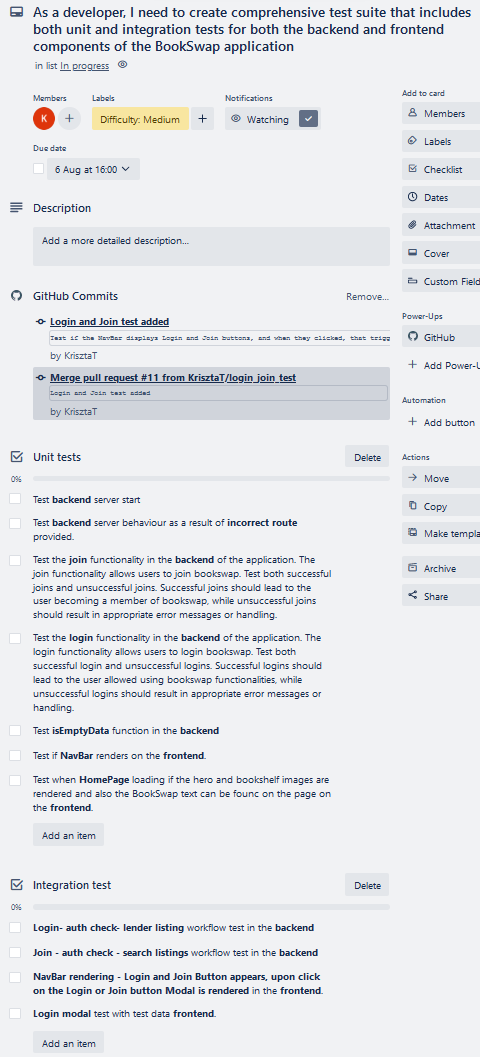 As a developer, I need to create comprehensive test suite that includes
both unit and integration tests for both the backend and frontend
components of the BookSwap application
in list In progress
Members
Labels
Notifications
K
Difficulty: Medium
Watching
Due date
6 Aug at 16:00
Description
Add a more detailed description...
GitHub Commits
Remove...
Login and Join test added
Test if the NavBar displays Login and Join buttons, and when they clicked, that trigg
by KrisztaT
Merge pull request #11 from KrisztaT/login_join_test
Login and Join test added
by KrisztaT
Unit tests
Delete
0%
Test backend server start
Test backend server behaviour as a result of incorrect route
provided.
Test the join functionality in the backend of the application. The
join functionality allows users to join bookswap. Test both successful
joins and unsuccessful joins. Successful joins should lead to the
user becoming a member of bookswap, while unsuccessful joins
should result in appropriate error messages or handling.
Test the login functionality in the backend of the application. The
login functionality allows users to login bookswap. Test both
successful login and unsuccessful logins. Successful logins should
lead to the user allowed using bookswap functionalities, while
unsuccessful logins should result in appropriate error messages or
handling.
Test isEmptyData function in the backend
Test if NavBar renders on the frontend.
Test when HomePage loading if the hero and bookshelf images are
rendered and also the BookSwap text can be func on the page on
the frontend.
Add an item
Integration test
Delete
0%
Login- auth check- lender listing workflow test in the backend
Join - auth check - search listings workflow test in the backend
NavBar rendering - Login and Join Button appears, upon click
on the Login or Join button Modal is rendered in the frontend.
Login modal test with test data frontend.
Add an item
Add to card
Members
Labels
Checklist
Dates
Attachment
Cover
Custom Field
Power-Ups
GitHub
Add Power-U
Automation
Add button
Actions
Move
Copy
Make templa
Archive
Share